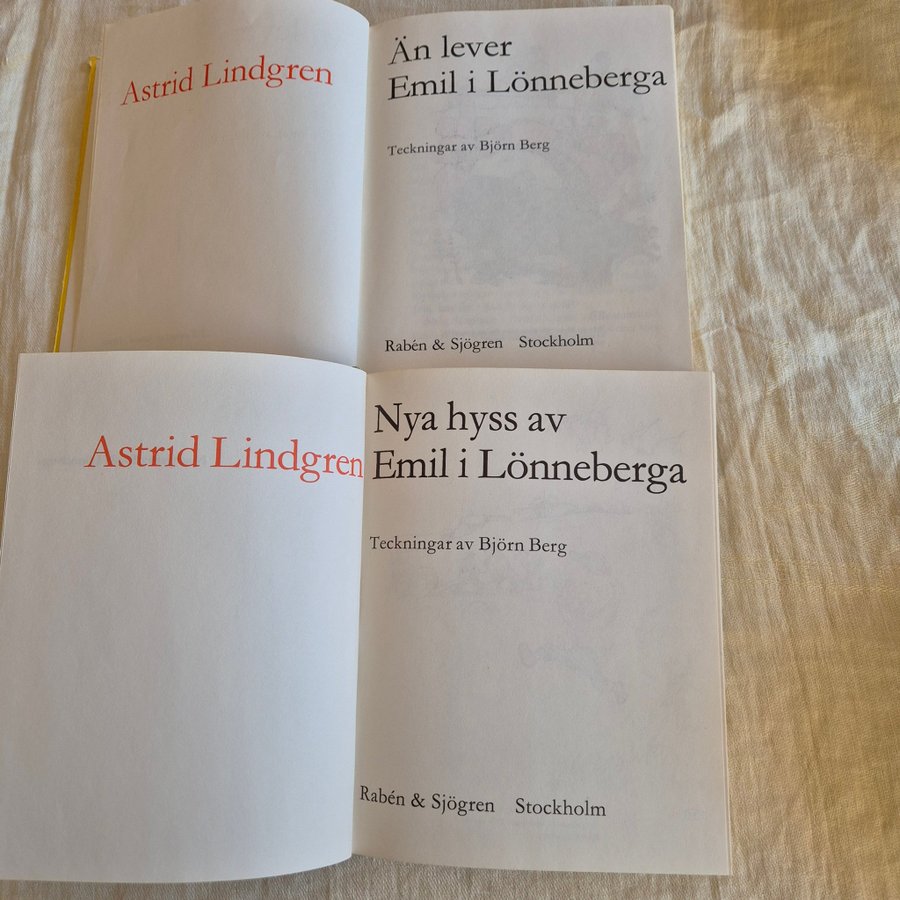 Astrid Lindgren
Än lever
Emil i Lönneberga
Teckningar av Björn Berg
Rabén & Sjögren Stockholm
Astrid Lindgren
Nya hyss av
Emil i Lönneberga
Teckningar av Björn Berg
Rabén & Sjögren Stockholm